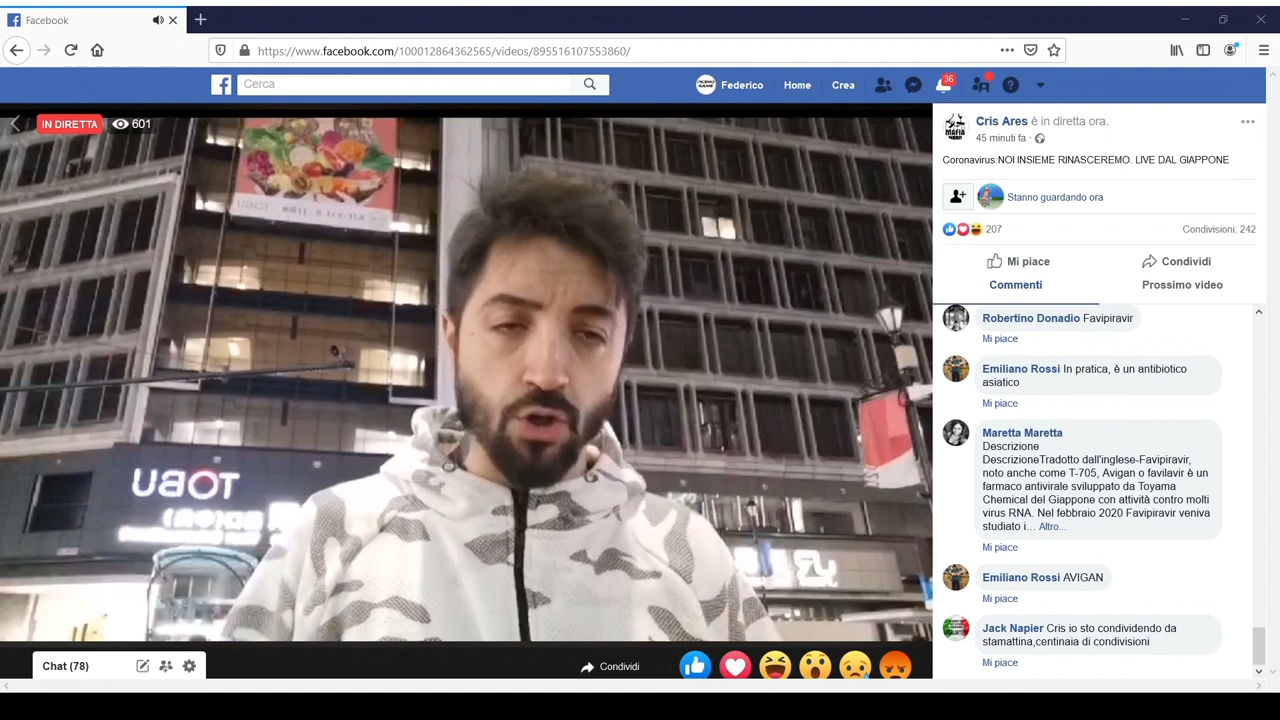 Facebook
https://www.facebook.com/100012864362565/videos/895516107553860/
Cerca
Federico
Home
Crea
36
IN DIRETTA
601
TOBU
Cris Ares è in diretta ora.
45 minuti fa ·
Coronavirus:NOI INSIEME RINASCEREMO. LIVE DAL GIAPPONE
Stanno guardando ora
207
Condivisioni: 242
Mi piace
Condividi
Commenti
Prossimo video
Robertino Donadio Favipiravir
Mi piace
Emiliano Rossi In pratica, è un antibiotico
asiatico
Mi piace
Maretta Maretta
Descrizione
DescrizioneTradotto dall'inglese-Favipiravir,
noto anche come T-705, Avigan o favilavir è un
farmaco antivirale sviluppato da Toyama
Chemical del Giappone con attività contro molti
virus RNA. Nel febbraio 2020 Favipiravir veniva
studiato i... Altro...
Mi piace
Emiliano Rossi AVIGAN
Mi piace
Jack Napier Cris io sto condividendo da
stamattina,centinaia di condivisioni
Mi piace
Chat (78)
Condividi